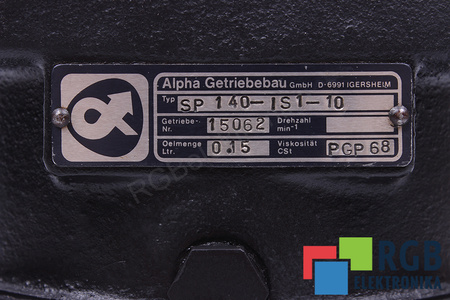 Alpha Getriebebau GmbH D-6991 IGERSHEIM
Typ SP 140-IS1-10
Getriebe-Nr. 15062 Drehzahl min⁻¹
Oelmenge Ltr. 0.15 Viskosität CSt PGP 68
RGB
ELEKTRONIKA